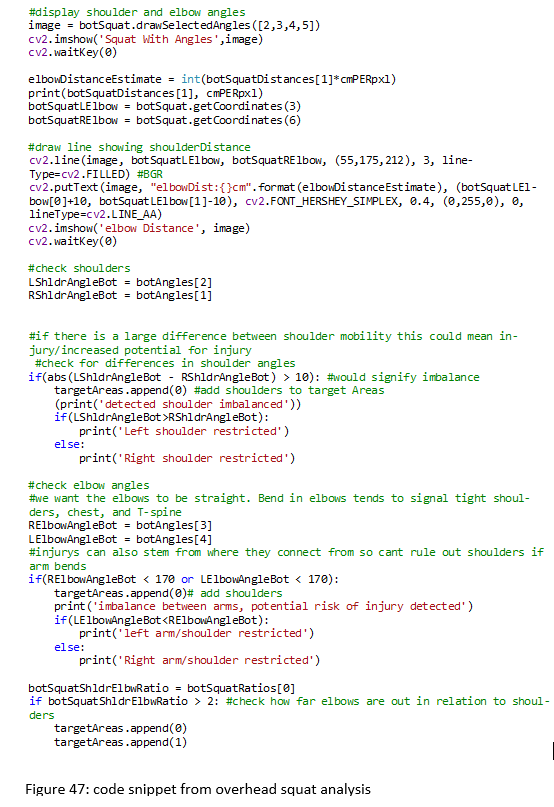 #display shoulder and elbow angles
image = botSquat.drawSelectedAngles([2,3,4,5])
cv2.imshow('Squat With Angles',image)
cv2.waitKey(0)
elbowDistanceEstimate = int(botSquatDistances[1]*cmPERpxl)
print(botSquatDistances[1], cmPERpxl)
botSquatLElbow = botSquat.getCoordinates(3)
botSquatRElbow = botSquat.getCoordinates(6)
#draw line showing shoulderDistance
cv2.line(image, botSquatLElbow, botSquatRElbow, (55,175,212), 3, line-
Type=cv2.FILLED) #BGR
cv2.putText(image, "elbowDist:{}cm".format(elbowDistanceEstimate), (botSquatLEl-
bow[0]+10, botSquatLElbow[1]-10), cv2.FONT_HERSHEY_SIMPLEX, 0.4, (0,255,0), 0,
lineType=cv2.LINE_AA)
cv2.imshow('elbow Distance', image)
cv2.waitKey(0)
#check shoulders
LShldrAngleBot = botAngles[2]
RShldrAngleBot = botAngles[1]
#if there is a large difference between shoulder mobility this could mean in-
jury/increased potential for injury
#check for differences in shoulder angles
if(abs(LShldrAngleBot - RShldrAngleBot) > 10): #would signify imbalance
targetAreas.append(0) #add shoulders to target Areas
(print('detected shoulder imbalanced'))
if(LShldrAngleBot>RShldrAngleBot):
print('Left shoulder restricted')
else:
print('Right shoulder restricted')
#check elbow angles
#we want the elbows to be straight. Bend in elbows tends to signal tight shoul-
ders, chest, and T-spine
RElbowAngleBot = botAngles[3]
LElbowAngleBot = botAngles[4]
#injurys can also stem from where they connect from so cant rule out shoulders if
arm bends
if(RElbowAngleBot < 170 or LElbowAngleBot < 170):
targetAreas.append(0)# add shoulders
print('imbalance between arms, potential risk of injury detected')
if(LElbowAngleBot<RElbowAngleBot):
print('left arm/shoulder restricted')
else:
print('Right arm/shoulder restricted')
botSquatShldrElbwRatio = botSquatRatios[0]
if botSquatShldrElbwRatio > 2: #check how far elbows are out in relation to shoul-
ders
targetAreas.append(0)
targetAreas.append(1)
Figure 47: code snippet from overhead squat analysis